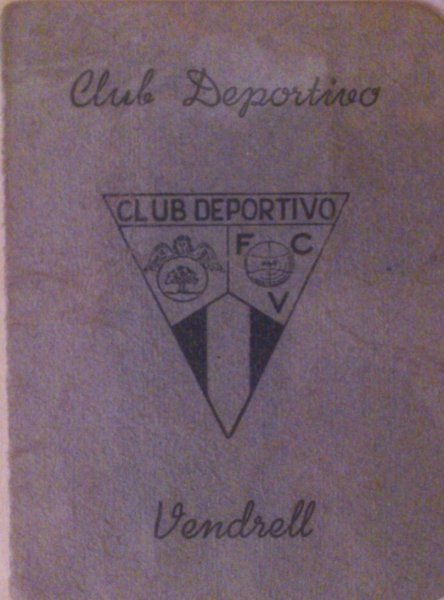 Club Deportivo
CLUB DEPORTIVO
F C
V
Vendrell